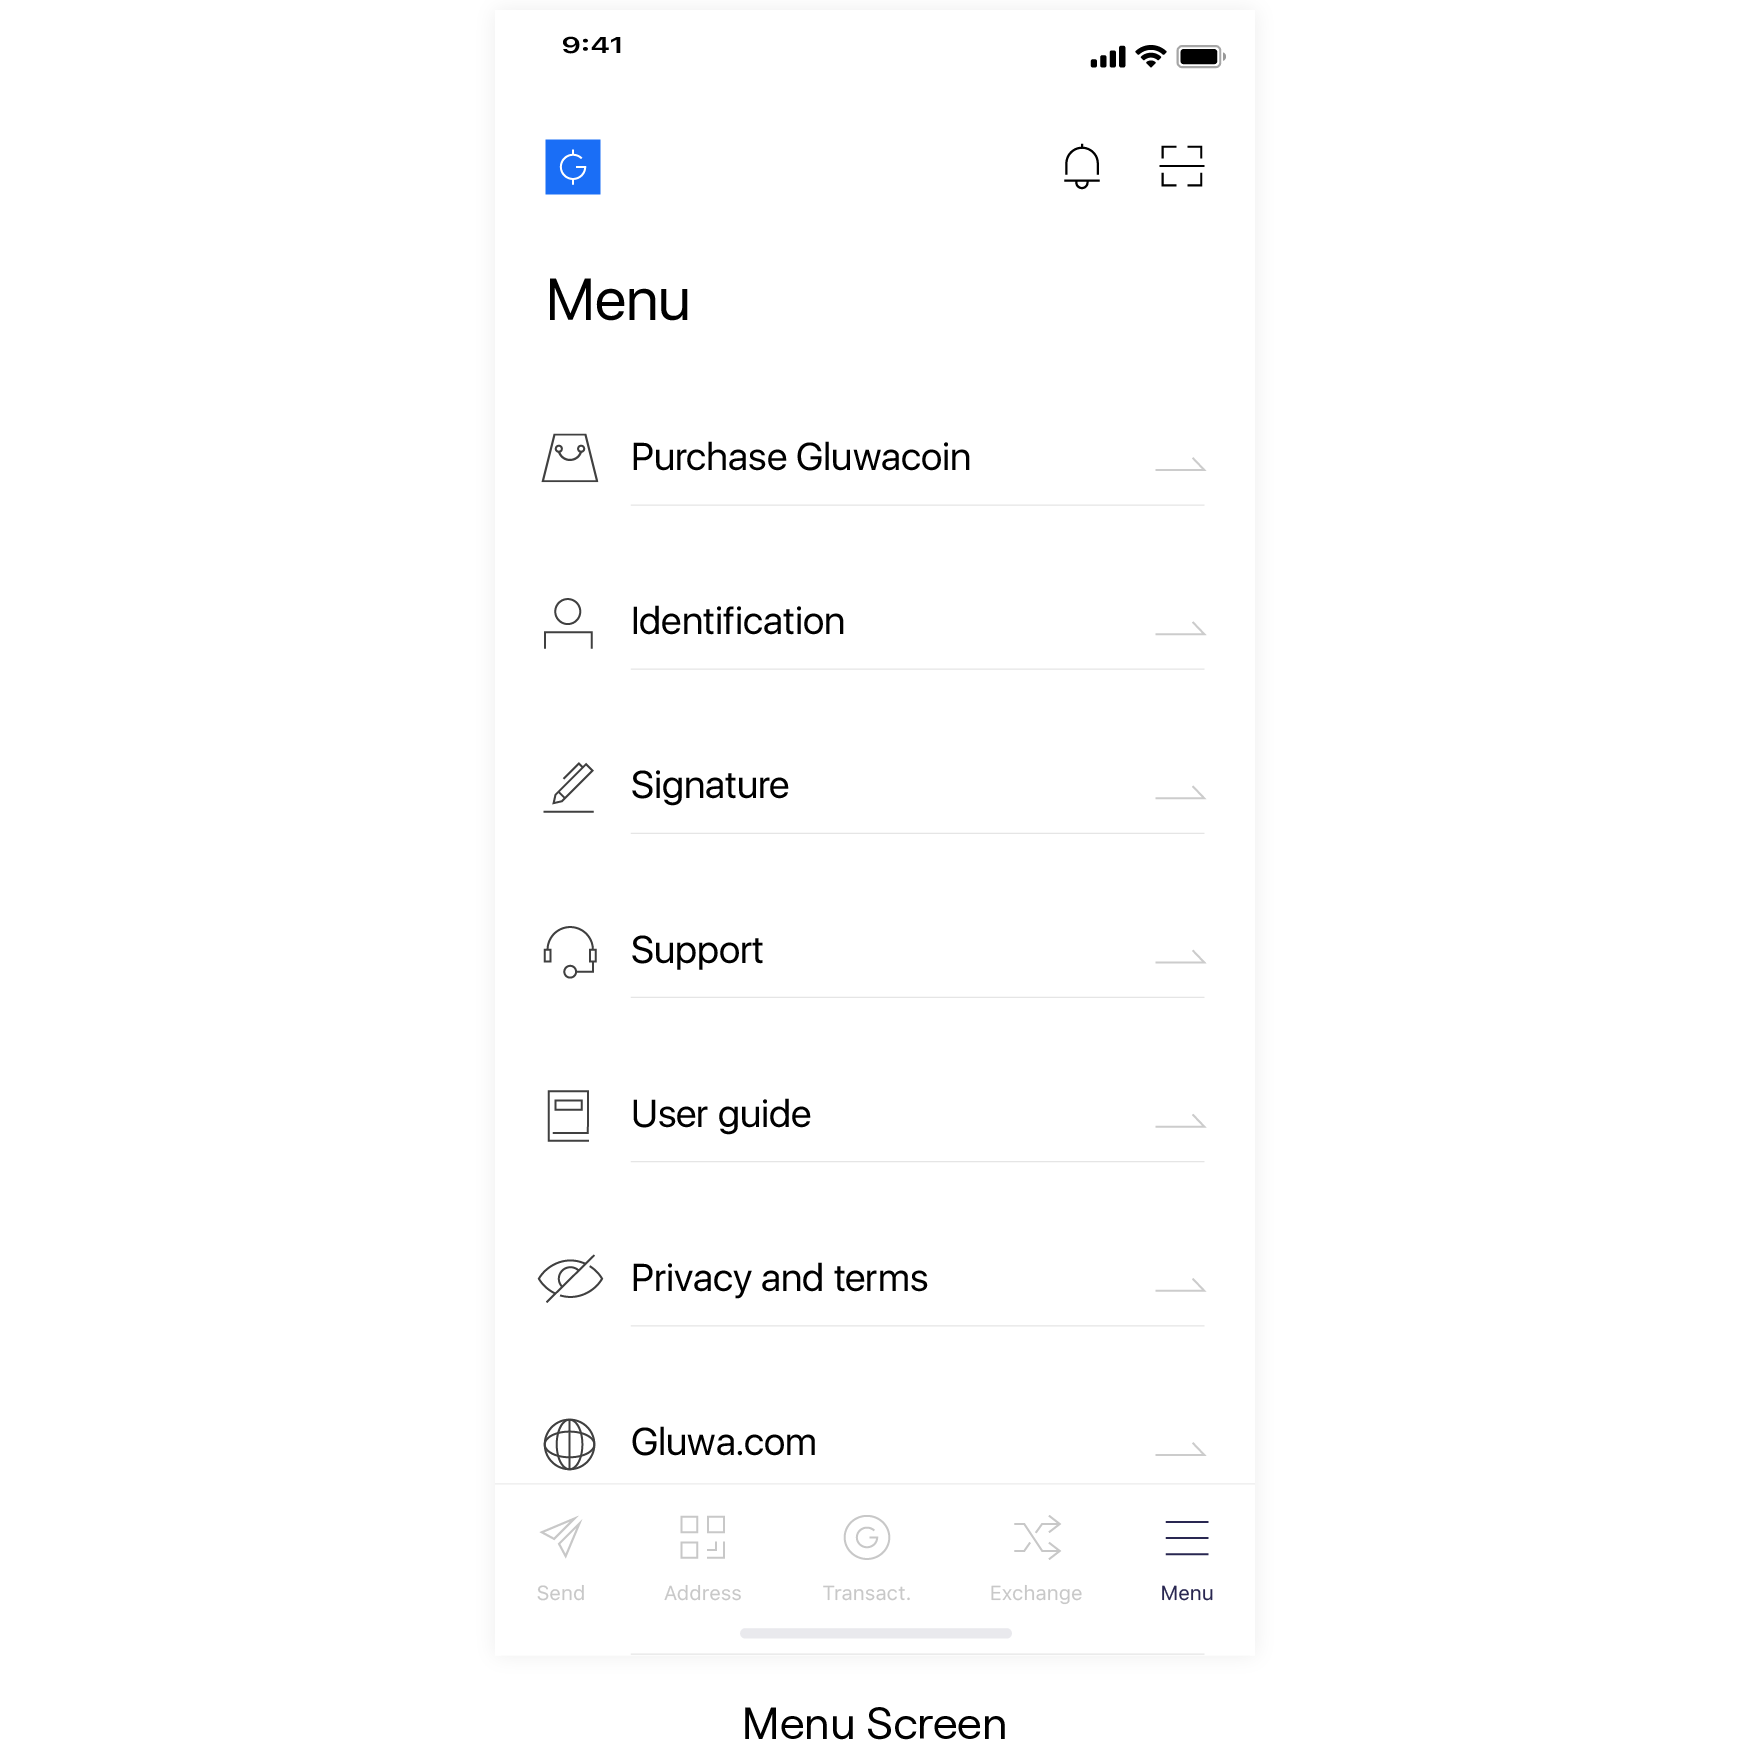 9:41
Menu
Purchase Gluwacoin
Identification
Signature
Support
User guide
Privacy and terms
Gluwa.com
Send
Address
Transact.
Exchange
Menu
Menu Screen